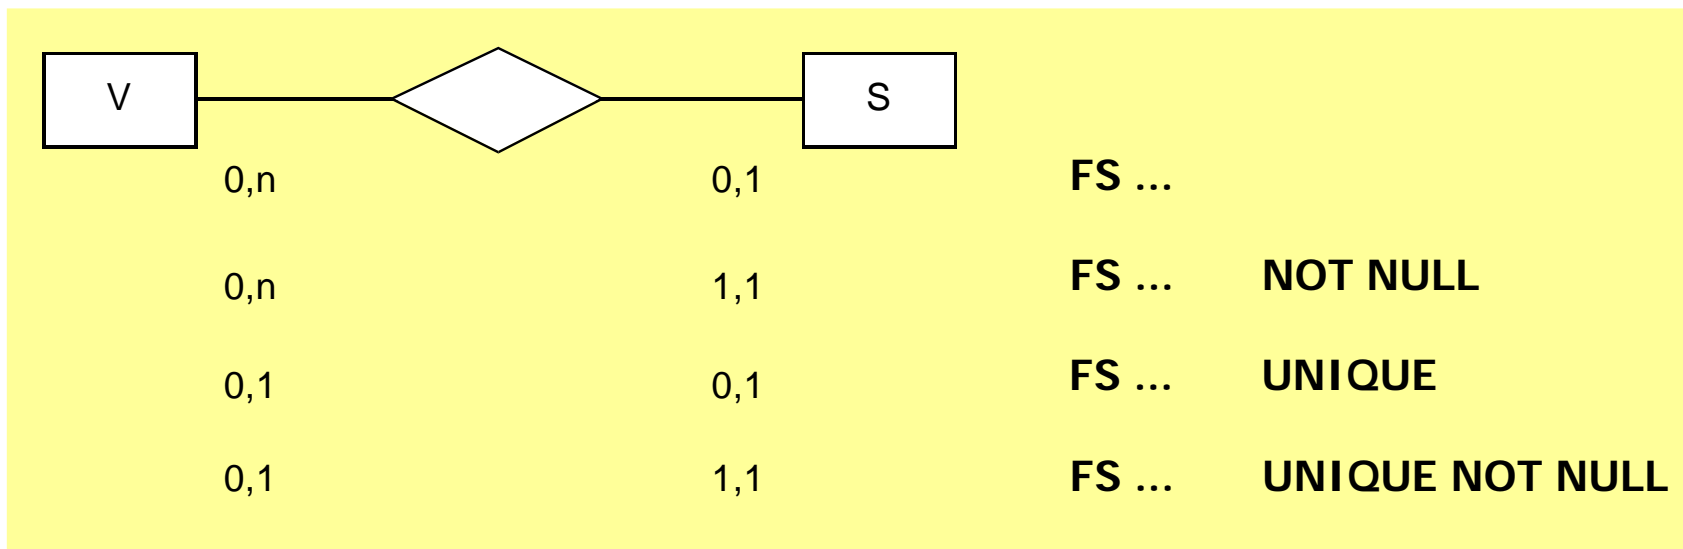 V S
0,n 0,1 FS ...
0,n 1,1 FS ... NOT NULL
0,1 0,1 FS ... UNIQUE
0,1 1,1 FS ... UNIQUE NOT NULL